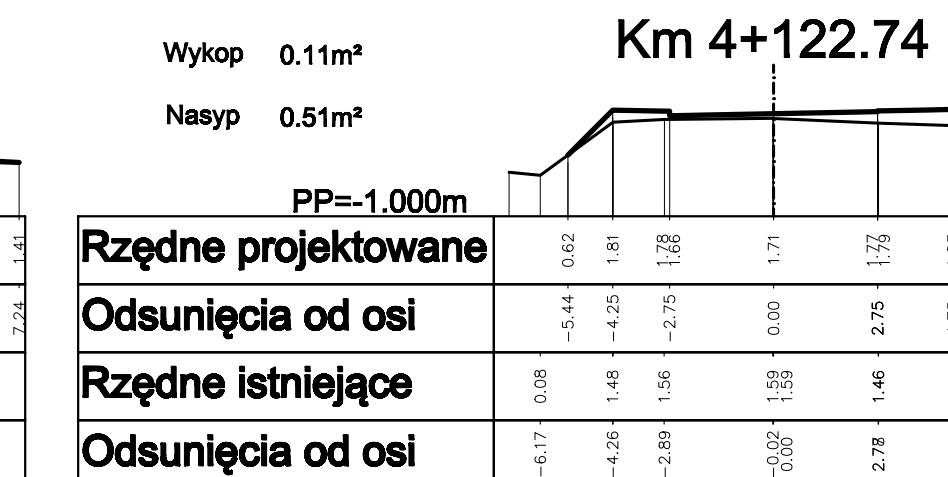 Km 4+122.74
Wykop 0.11m²
Nasyp 0.51m²
PP=-1.000m
1.41
Rzędne projektowane 0.62 1.81 1.78 1.66 1.71 1.77 1.79
7.24
Odsunięcia od osi -5.44 -4.25 -2.75 0.00 2.75
Rzędne istniejące 0.08 1.48 1.56 1.59 1.59 1.46
Odsunięcia od osi -6.17 -4.26 -2.89 -0.02 0.00